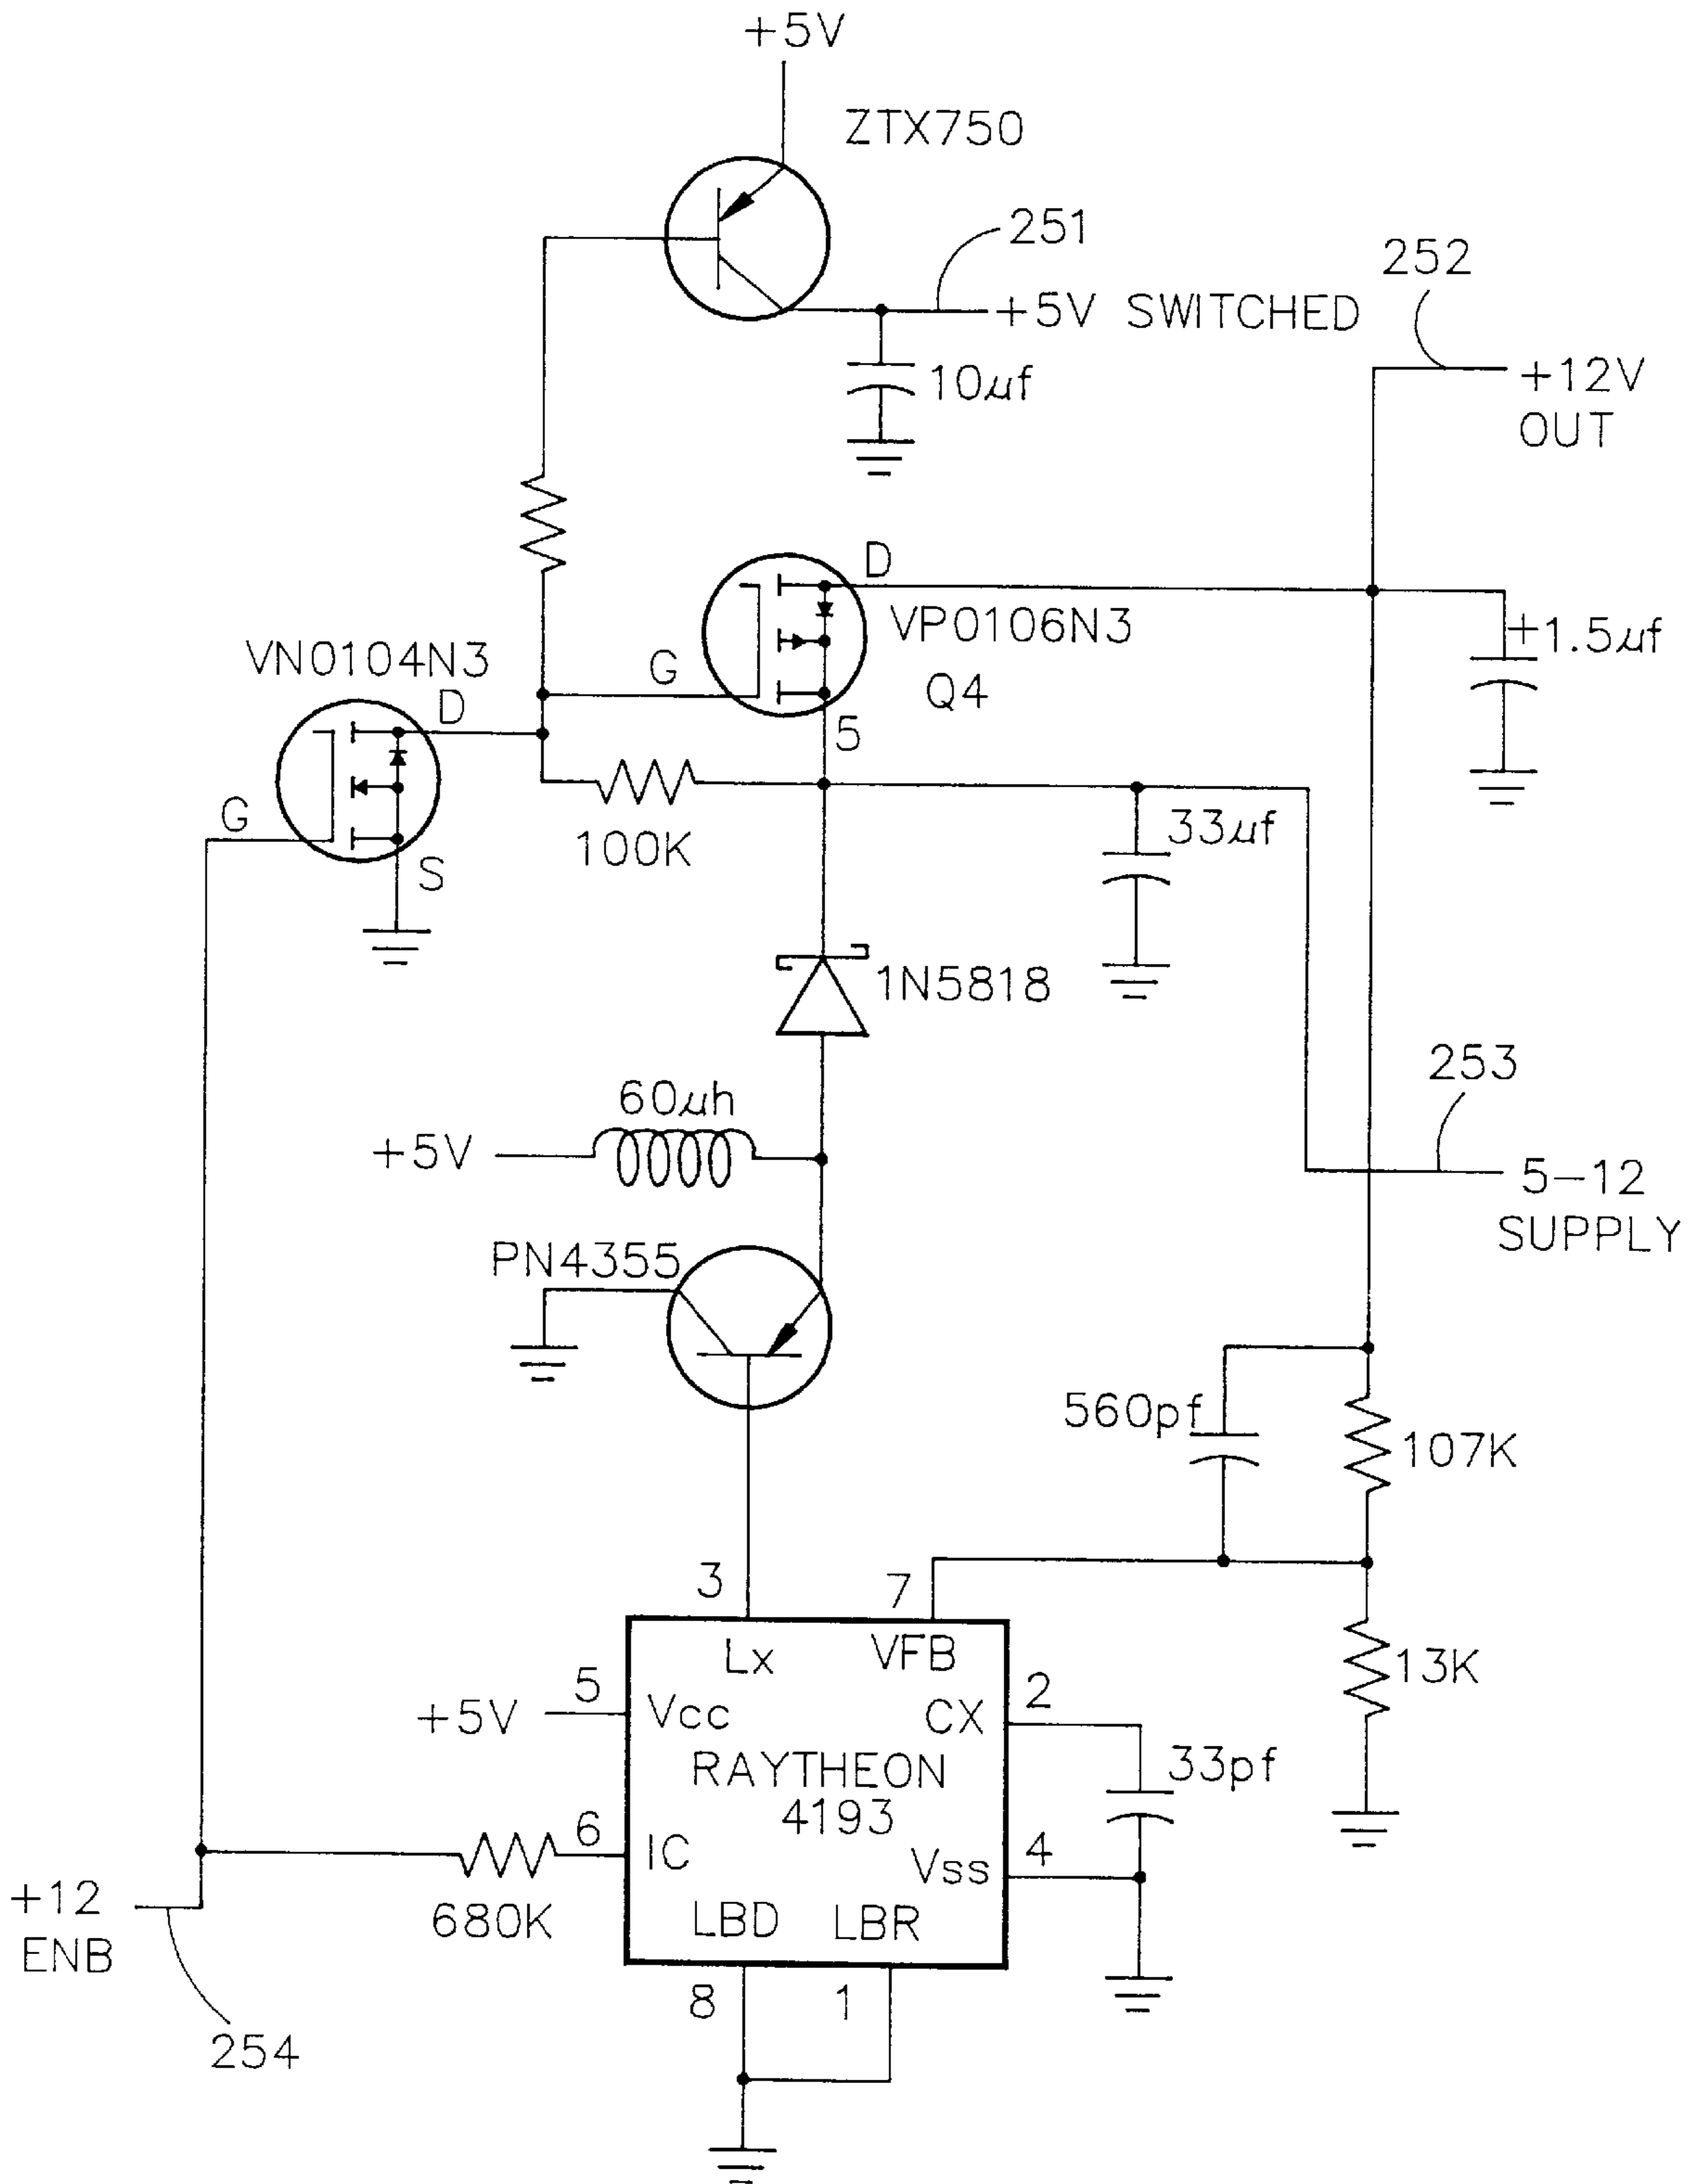 +5V
ZTX750
251
+5V SWITCHED
10µf
252
+12V
OUT
D
VP0106N3
Q4
G
5
+
1.5µf
VN0104N3
D
G
S
100K
33µf
1N5818
60µh
+5V
253
5-12
SUPPLY
PN4355
560pf
107K
3
7
Lx
VFB
13K
+5V
5
Vcc
CX
2
RAYTHEON
4193
33pf
6
IC
Vss
4
680K
LBD
LBR
+12
ENB
8
1
254